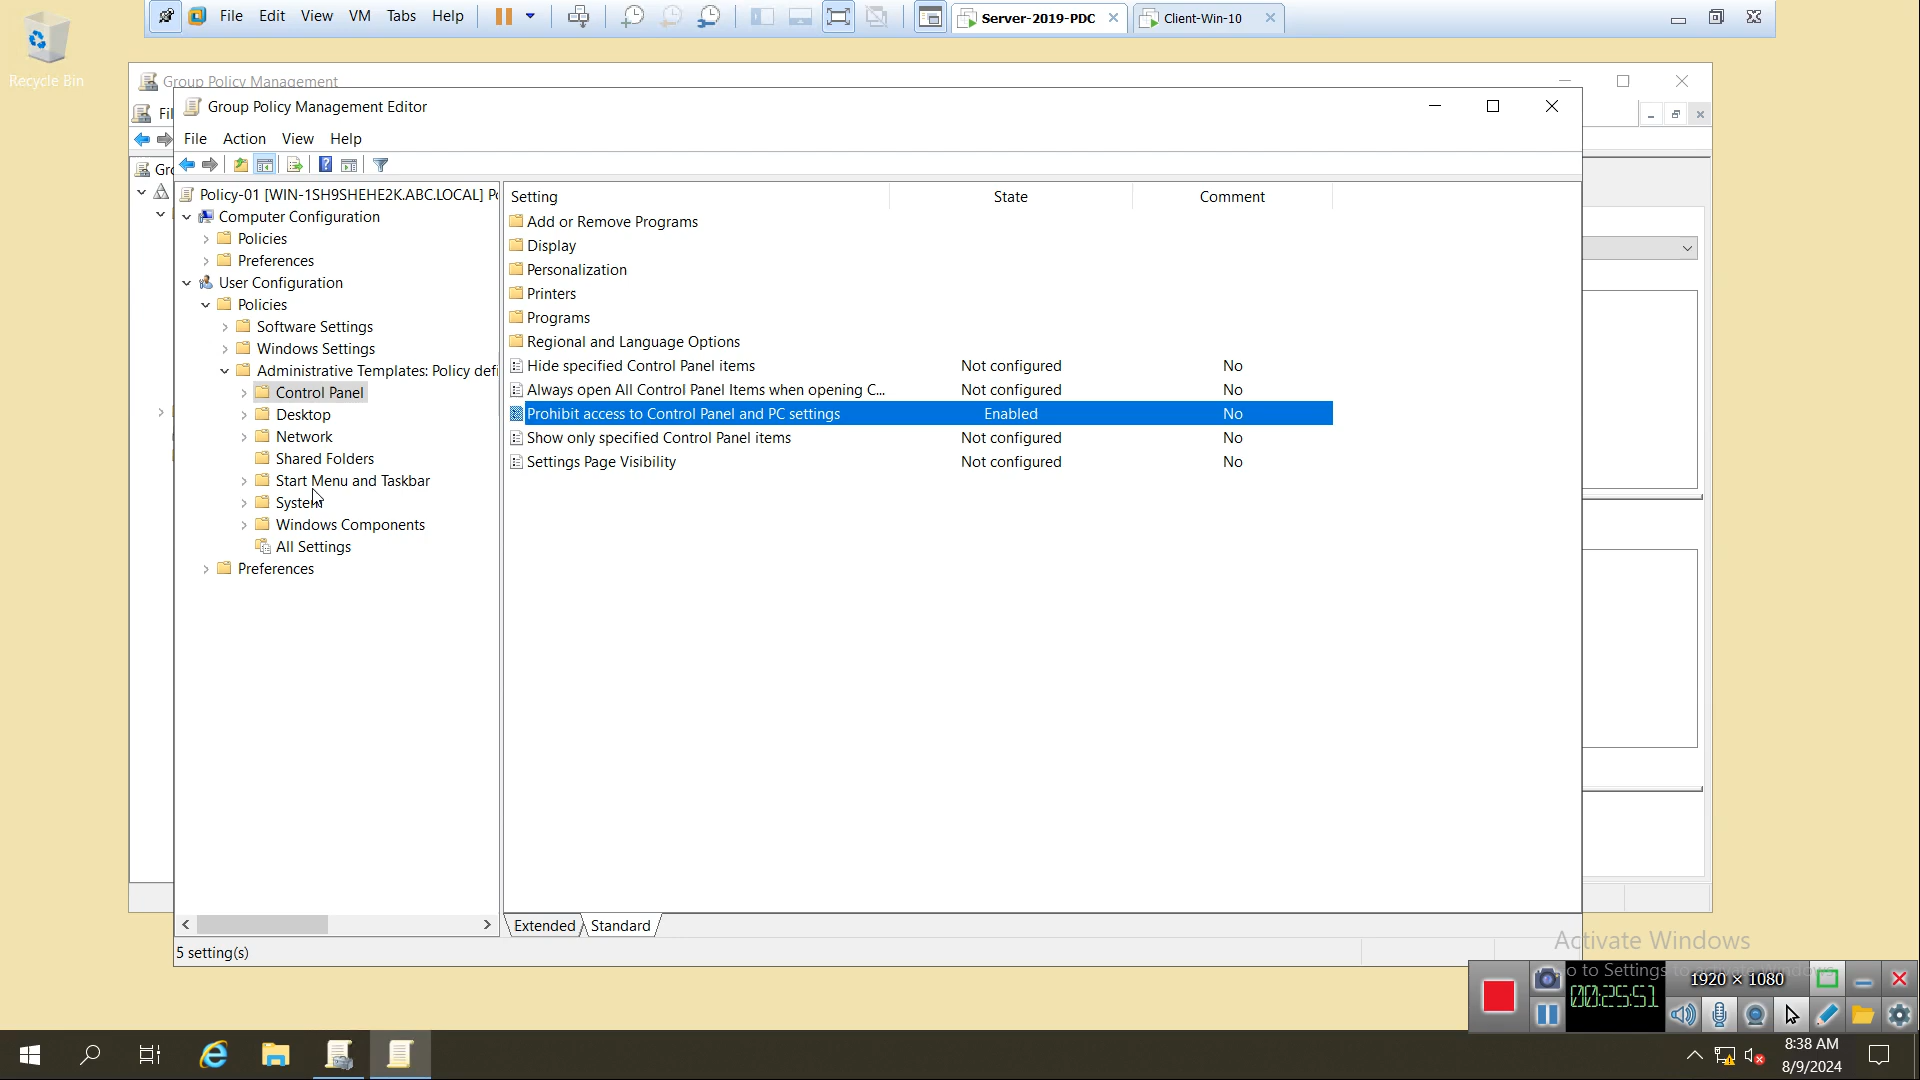 File Edit View VM Tabs Help
Server-2019-PDC
Client-Win-10
Recycle Bin
Group Policy Management
Group Policy Management Editor
File Action View Help
Policy-01 [WIN-1SH9SHEHE2K.ABC.LOCAL]
Computer Configuration
Policies
Preferences
User Configuration
Policies
Software Settings
Windows Settings
Administrative Templates: Policy defi
Control Panel
Desktop
Network
Shared Folders
Start Menu and Taskbar
System
Windows Components
All Settings
Preferences
Setting State Comment
Add or Remove Programs
Display
Personalization
Printers
Programs
Regional and Language Options
Hide specified Control Panel items Not configured No
Always open All Control Panel Items when opening C... Not configured No
Prohibit access to Control Panel and PC settings Enabled No
Show only specified Control Panel items Not configured No
Settings Page Visibility Not configured No
Extended Standard
5 setting(s)
Activate Windows
o to Settings to activate Windows.
1920 × 1080
00:25:51
8:38 AM
8/9/2024